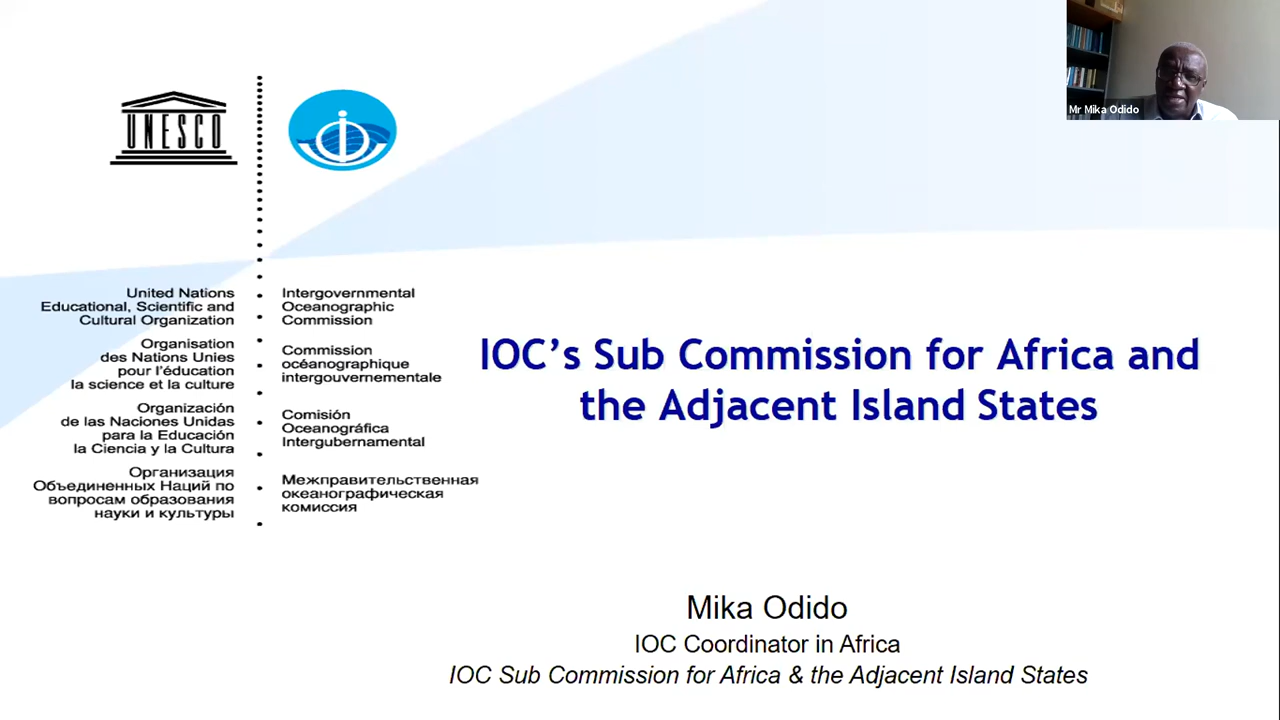 Mr Mika Odido
UNESCO
United Nations
Educational, Scientific and
Cultural Organization
Organisation
des Nations Unies
pour l'éducation
la science et la culture
Organización
de las Naciones Unidas
para la Educación
la Ciencia y la Cultura
Организация
Объединенных Наций по
вопросам образования
науки и культуры
Intergovernmental
Oceanographic
Commission
Commission
océanographique
intergouvernementale
Comisión
Oceanográfica
Intergubernamental
Межправительственная
океанографическая
комиссия
IOC’s Sub Commission for Africa and
the Adjacent Island States
Mika Odido
IOC Coordinator in Africa
IOC Sub Commission for Africa & the Adjacent Island States